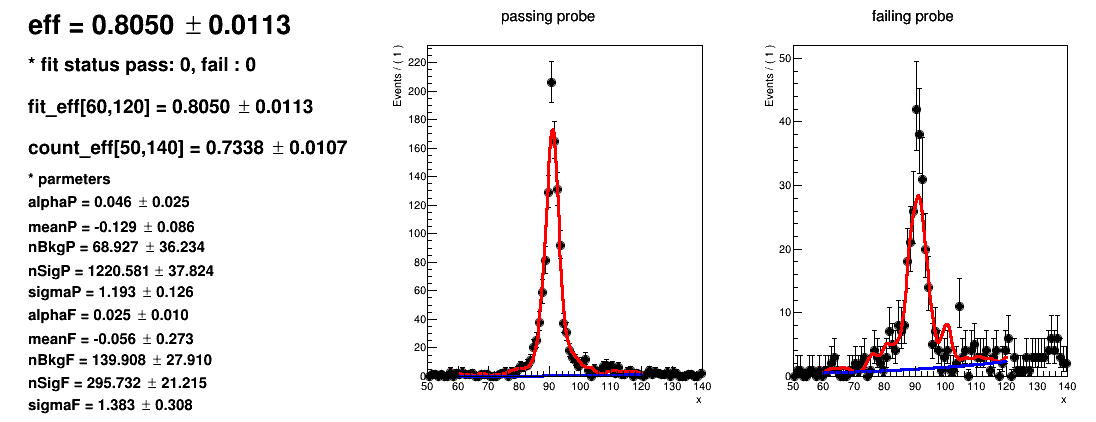 eff = 0.8050 ± 0.0113
* fit status pass: 0, fail : 0
fit_eff[60,120] = 0.8050 ± 0.0113
count_eff[50,140] = 0.7338 ± 0.0107
* parmeters
alphaP = 0.046 ± 0.025
meanP = -0.129 ± 0.086
nBkgP = 68.927 ± 36.234
nSigP = 1220.581 ± 37.824
sigmaP = 1.193 ± 0.126
alphaF = 0.025 ± 0.010
meanF = -0.056 ± 0.273
nBkgF = 139.908 ± 27.910
nSigF = 295.732 ± 21.215
sigmaF = 1.383 ± 0.308
passing probe
Events / ( 1 )
220
200
180
160
140
120
100
80
60
40
20
0
50 60 70 80 90 100 110 120 130 140
x
failing probe
Events / ( 1 )
50
40
30
20
10
0
50 60 70 80 90 100 110 120 130 140
x